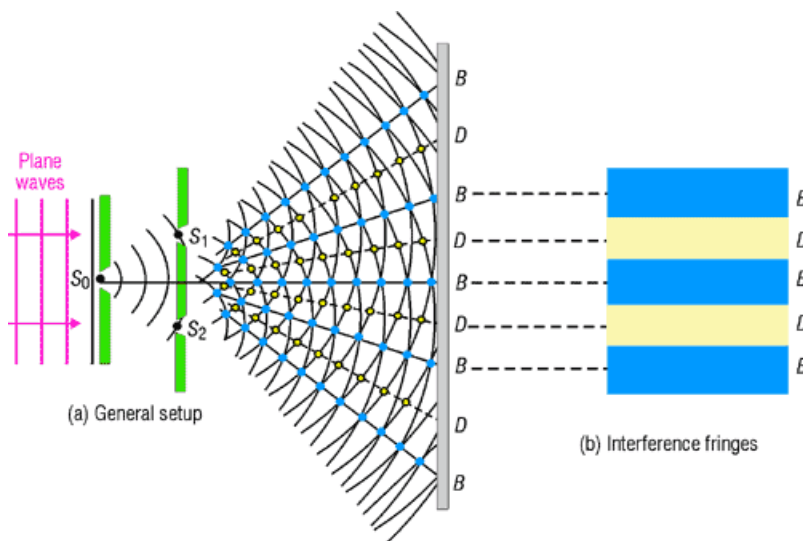 B
D
Plane
waves
B
B
S1
D
D
S0
B
B
S2
D
D
B
B
(a) General setup
D
(b) Interference fringes
B